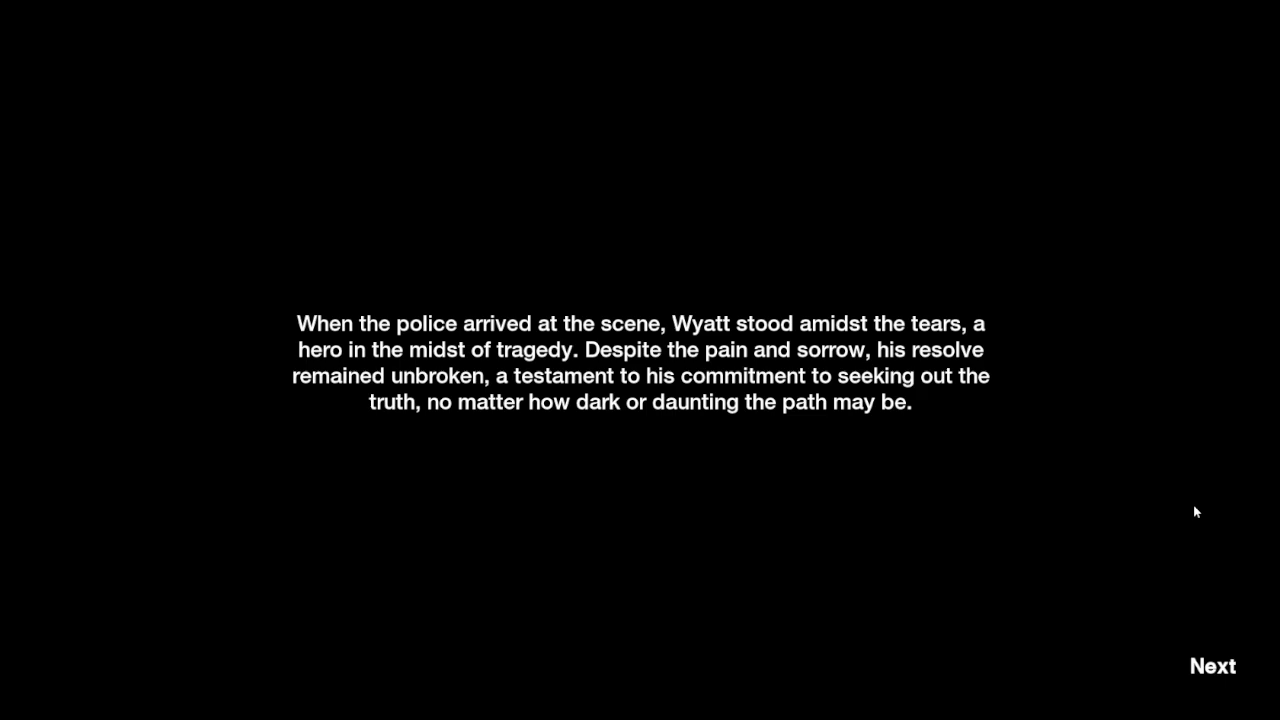 When the police arrived at the scene, Wyatt stood amidst the tears, a
hero in the midst of tragedy. Despite the pain and sorrow, his resolve
remained unbroken, a testament to his commitment to seeking out the
truth, no matter how dark or daunting the path may be.
Next